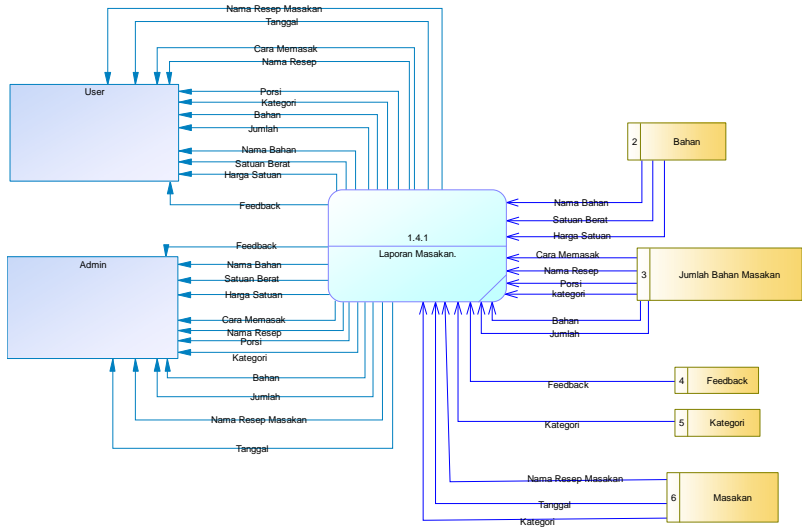 Nama Resep Masakan
Tanggal
Cara Memasak
Nama Resep
User
Porsi
Kategori
Bahan
Jumlah
Nama Bahan
Satuan Berat
Harga Satuan
Feedback
2 Bahan
Nama Bahan
Satuan Berat
Harga Satuan
1.4.1
Laporan Masakan.
Feedback
Admin
Nama Bahan
Satuan Berat
Harga Satuan
Cara Memasak
Nama Resep
Porsi
Kategori
Bahan
Jumlah
Nama Resep Masakan
Tanggal
Cara Memasak
Nama Resep
Porsi
kategori
3 Jumlah Bahan Masakan
Bahan
Jumlah
Feedback
4 Feedback
Kategori
5 Kategori
Nama Resep Masakan
Tanggal
Kategori
6 Masakan